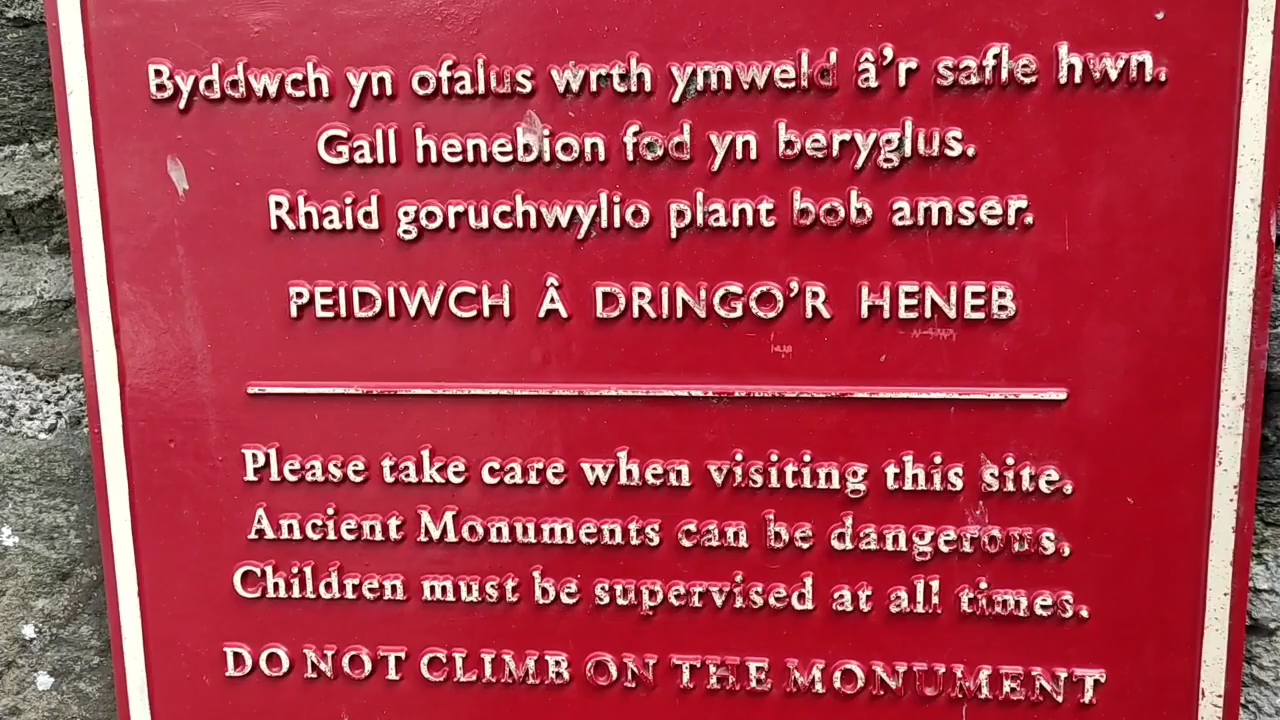 Byddwch yn ofalus wrth ymweld â'r safle hwn.
Gall henebion fod yn beryglus.
Rhaid goruchwylio plant bob amser.
PEIDIWCH Â DRINGO'R HENEB
Please take care when visiting this site.
Ancient Monuments can be dangerous.
Children must be supervised at all times.
DO NOT CLIMB ON THE MONUMENT